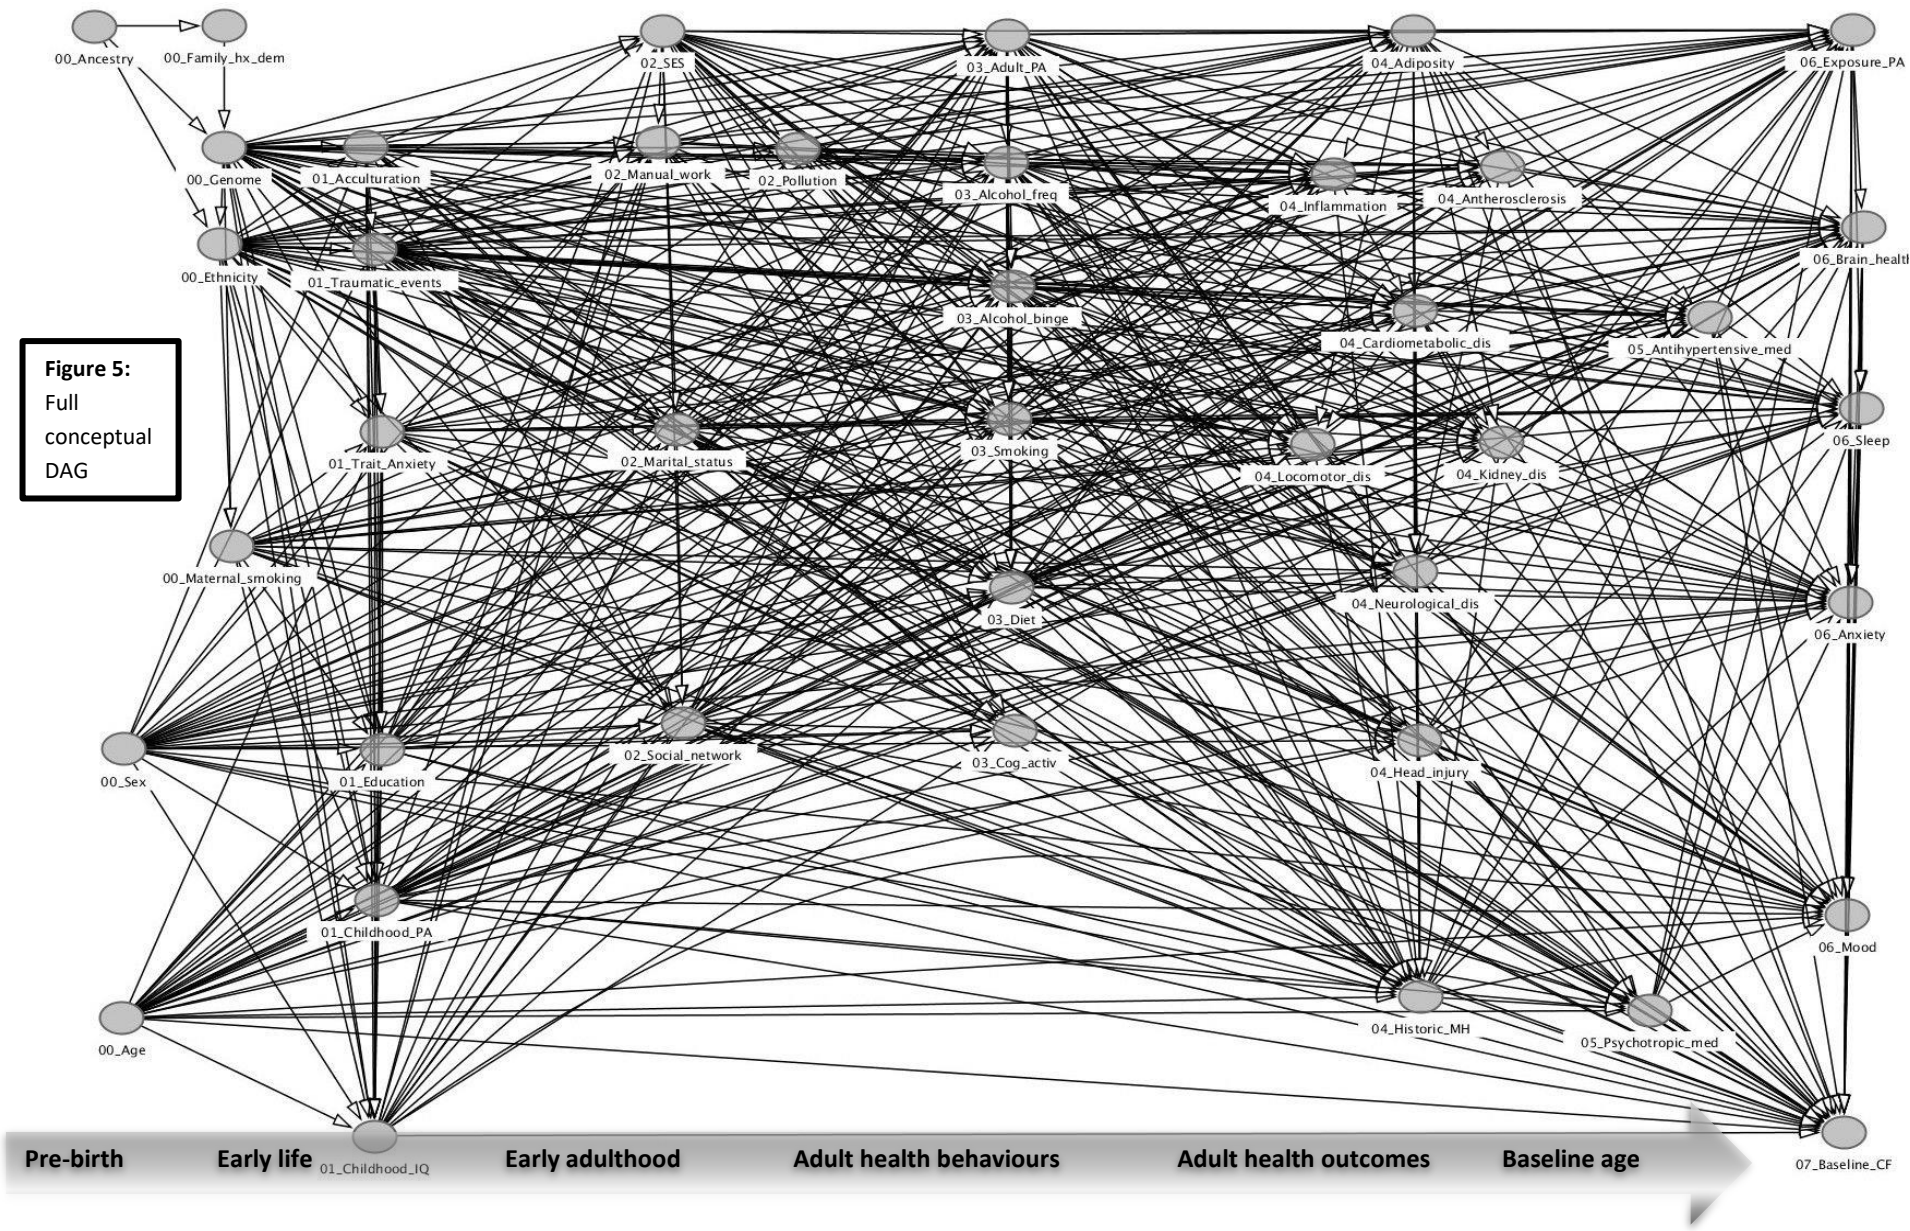 00_Ancestry
00_Family_hx_dem
02_SES
03_Adult_PA
04_Adiposity
06_Exposure_PA
00_Genome
01_Acculturation
02_Manual_work
02_Pollution
03_Alcohol_freq
04_Inflammation
04_Antherosclerosis
00_Ethnicity
01_Traumatic_events
03_Alcohol_binge
04_Cardiometabolic_dis
05_Antihypertensive_med
06_Brain_health
Figure 5:
Full
conceptual
DAG
01_Trait_Anxiety
02_Marital_status
03_Smoking
04_Locomotor_dis
04_Kidney_dis
06_Sleep
00_Maternal_smoking
03_Diet
04_Neurological_dis
06_Anxiety
00_Sex
01_Education
02_Social_network
03_Cog_activ
04_Head_injury
01_Childhood_PA
06_Mood
00_Age
04_Historic_MH
05_Psychotropic_med
01_Childhood_IQ
07_Baseline_CF
Pre-birth
Early life
Early adulthood
Adult health behaviours
Adult health outcomes
Baseline age